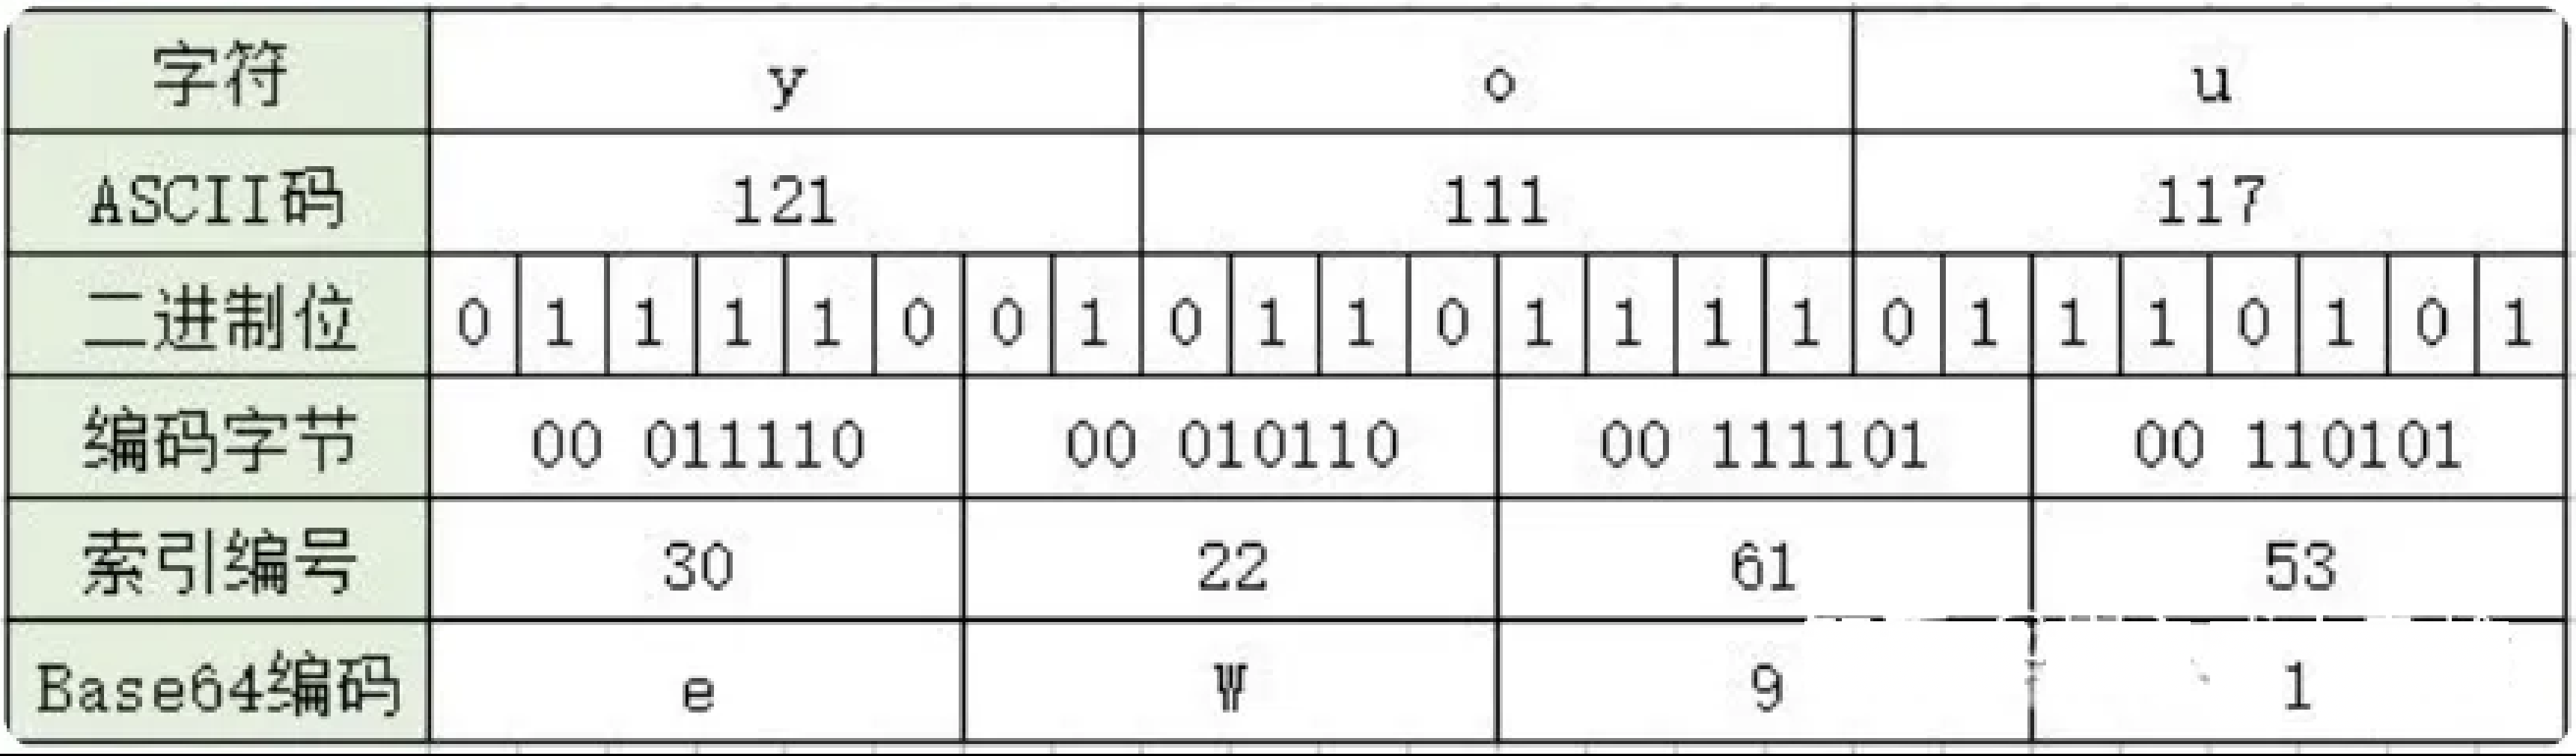 字符 y o u
ASCII码 121 111 117
二进制位 0 1 1 1 1 0 0 1 0 1 1 0 1 1 1 1 0 1 1 1 0 1 0 1
编码字节 00 011110 00 010110 00 111101 00 110101
索引编号 30 22 61 53
Base64编码 e W 9 1